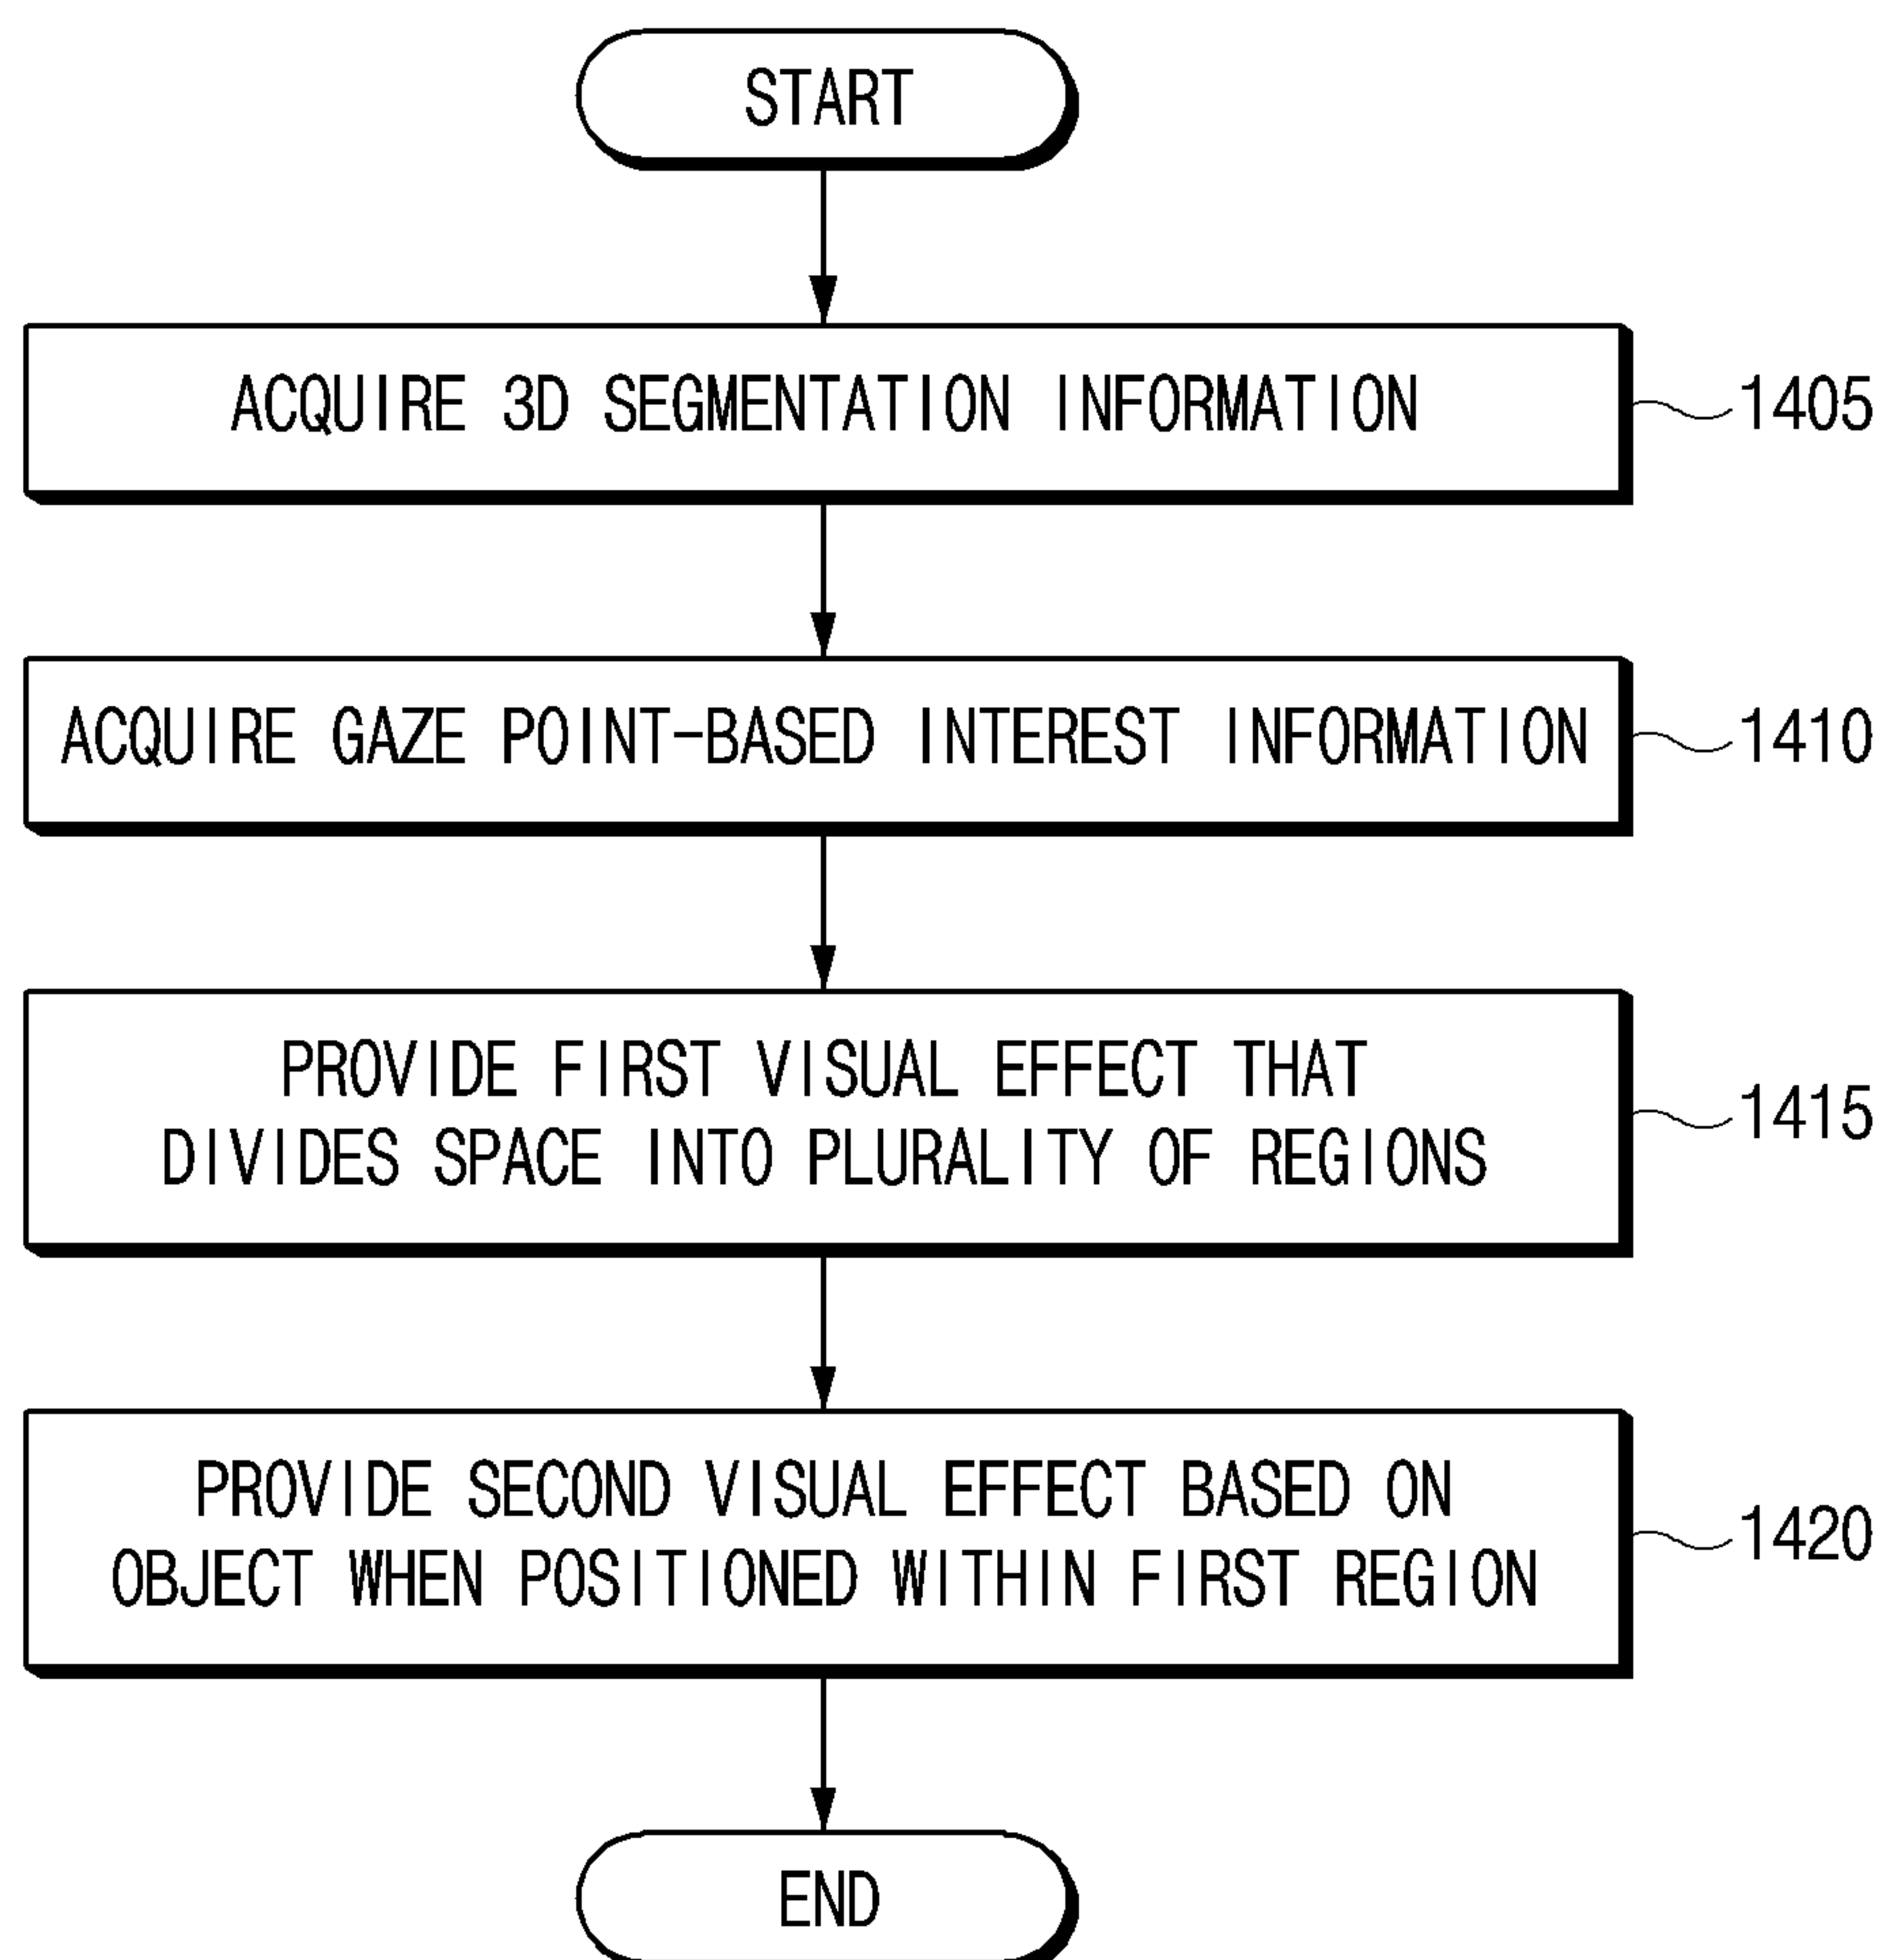 START
ACQUIRE 3D SEGMENTATION INFORMATION
1405
ACQUIRE GAZE POINT-BASED INTEREST INFORMATION
1410
PROVIDE FIRST VISUAL EFFECT THAT
DIVIDES SPACE INTO PLURALITY OF REGIONS
1415
PROVIDE SECOND VISUAL EFFECT BASED ON
OBJECT WHEN POSITIONED WITHIN FIRST REGION
1420
END